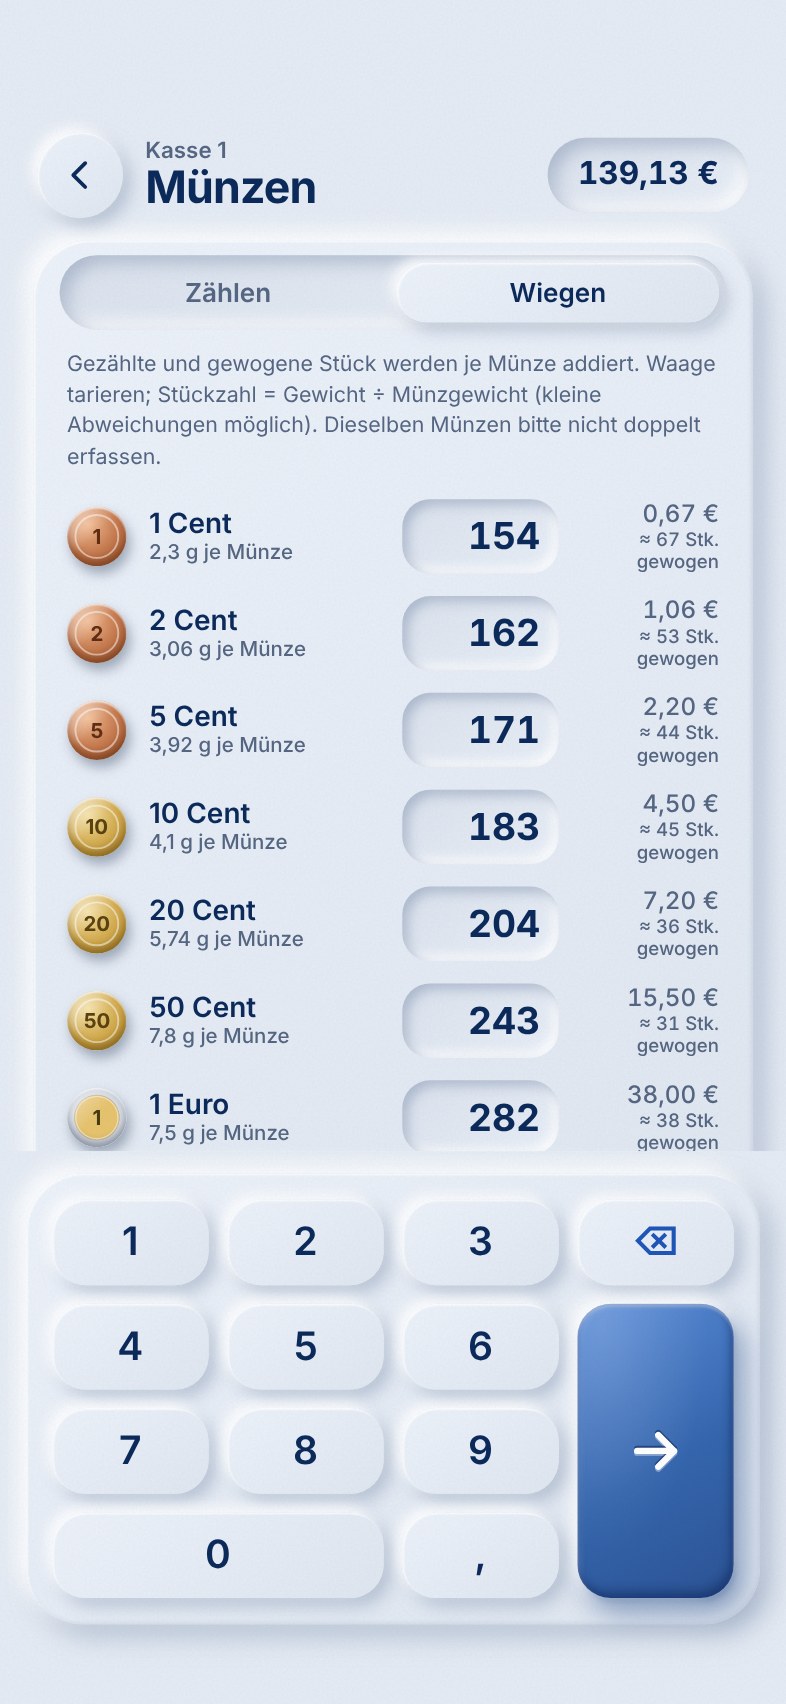 Kasse 1
Münzen
139,13 €
Zählen
Wiegen
Gezählte und gewogene Stück werden je Münze addiert. Waage
tarieren; Stückzahl = Gewicht ÷ Münzgewicht (kleine
Abweichungen möglich). Dieselben Münzen bitte nicht doppelt
erfassen.
1
1 Cent
2,3 g je Münze
154
0,67 €
≈ 67 Stk.
gewogen
2
2 Cent
3,06 g je Münze
162
1,06 €
≈ 53 Stk.
gewogen
5
5 Cent
3,92 g je Münze
171
2,20 €
≈ 44 Stk.
gewogen
10
10 Cent
4,1 g je Münze
183
4,50 €
≈ 45 Stk.
gewogen
20
20 Cent
5,74 g je Münze
204
7,20 €
≈ 36 Stk.
gewogen
50
50 Cent
7,8 g je Münze
243
15,50 €
≈ 31 Stk.
gewogen
1
1 Euro
7,5 g je Münze
282
38,00 €
≈ 38 Stk.
gewogen
1 2 3
4 5 6
7 8 9
0 ,